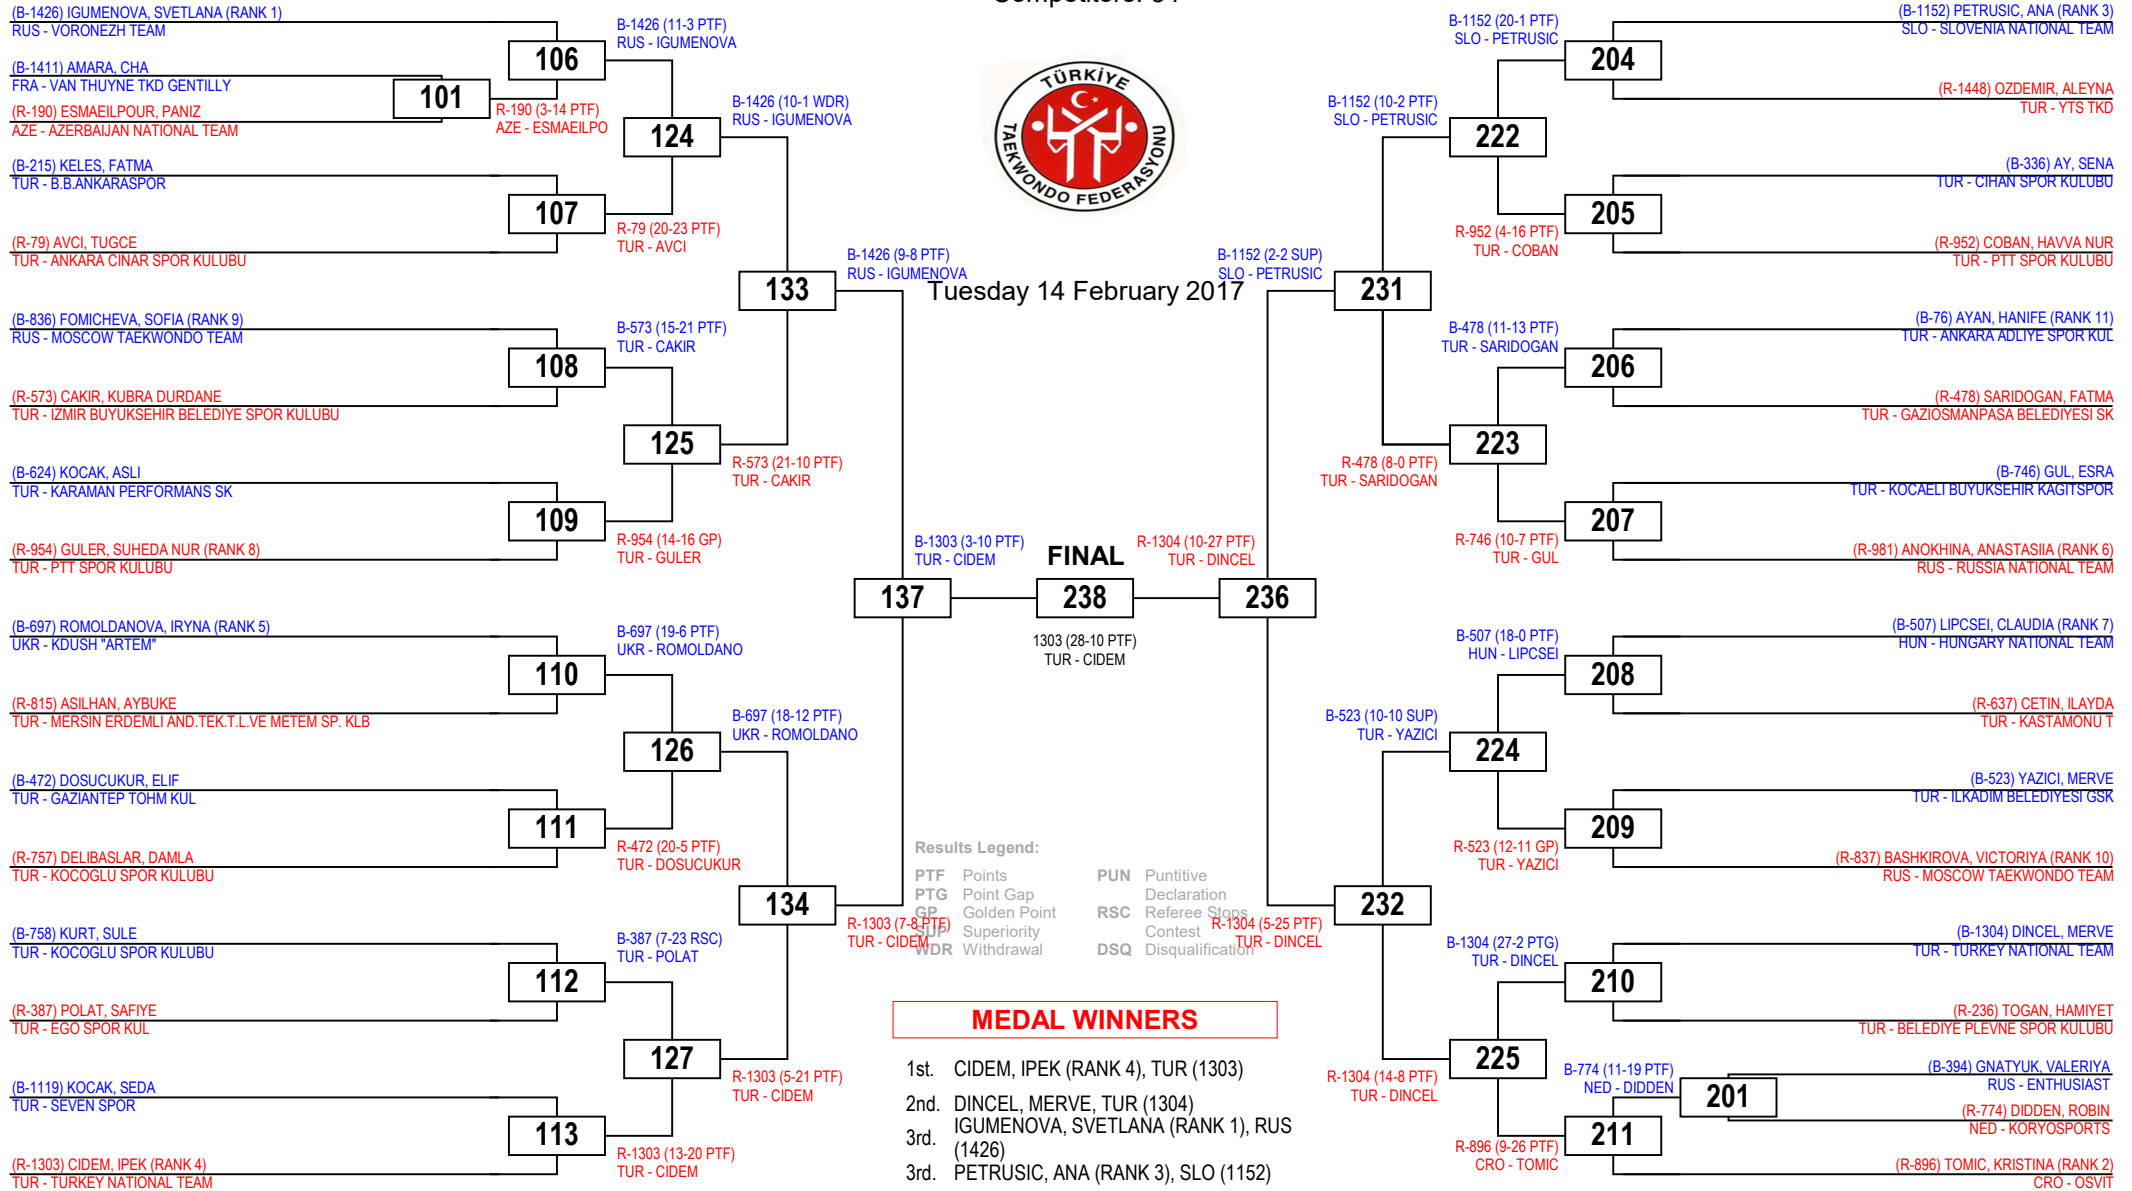 Competitors: 34
(B-1426) IGUMENOVA, SVETLANA (RANK 1)
RUS - VORONEZH TEAM
(B-1411) AMARA, CHA
FRA - VAN THUYNE TKD GENTILLY
(R-190) ESMAEILPOUR, PANIZ
AZE - AZERBAIJAN NATIONAL TEAM
(B-215) KELES, FATMA
TUR - B.B.ANKARASPOR
(R-79) AVCI, TUGCE
TUR - ANKARA CINAR SPOR KULUBU
(B-836) FOMICHEVA, SOFIA (RANK 9)
RUS - MOSCOW TAEKWONDO TEAM
(R-573) CAKIR, KUBRA DURDANE
TUR - IZMIR BUYUKSEHIR BELEDIYE SPOR KULUBU
(B-624) KOCAK, ASLI
TUR - KARAMAN PERFORMANS SK
(R-954) GULER, SUHEDA NUR (RANK 8)
TUR - PTT SPOR KULUBU
(B-697) ROMOLDANOVA, IRYNA (RANK 5)
UKR - KDUSH "ARTEM"
(R-815) ASILHAN, AYBUKE
TUR - MERSIN ERDEMLI AND.TEK.T.L.VE METEM SP. KLB
(B-472) DOSUCUKUR, ELIF
TUR - GAZIANTEP TOHM KUL
(R-757) DELIBASLAR, DAMLA
TUR - KOCOGLU SPOR KULUBU
(B-758) KURT, SULE
TUR - KOCOGLU SPOR KULUBU
(R-387) POLAT, SAFIYE
TUR - EGO SPOR KUL
(B-1119) KOCAK, SEDA
TUR - SEVEN SPOR
(R-1303) CIDEM, IPEK (RANK 4)
TUR - TURKEY NATIONAL TEAM
101
R-190 (3-14 PTF)
AZE - ESMAEILPO
106
107
108
109
110
111
112
113
B-1426 (11-3 PTF)
RUS - IGUMENOVA
R-79 (20-23 PTF)
TUR - AVCI
B-573 (15-21 PTF)
TUR - CAKIR
R-954 (14-16 GP)
TUR - GULER
B-697 (19-6 PTF)
UKR - ROMOLDANO
R-472 (20-5 PTF)
TUR - DOSUCUKUR
B-387 (7-23 RSC)
TUR - POLAT
R-1303 (13-20 PTF)
TUR - CIDEM
124
125
126
127
B-1426 (10-1 WDR)
RUS - IGUMENOVA
R-573 (21-10 PTF)
TUR - CAKIR
B-697 (18-12 PTF)
UKR - ROMOLDANO
R-1303 (5-21 PTF)
TUR - CIDEM
133
134
B-1426 (9-8 PTF)
RUS - IGUMENOVA
R-1303 (7-8 PTF)
TUR - CIDEM
137
B-1303 (3-10 PTF)
TUR - CIDEM
TÜRKİYE
TAEKWONDO FEDERASYONU
Tuesday 14 February 2017
FINAL
238
1303 (28-10 PTF)
TUR - CIDEM
R-1304 (10-27 PTF)
TUR - DINCEL
236
B-1152 (2-2 SUP)
SLO - PETRUSIC
R-1304 (5-25 PTF)
TUR - DINCEL
231
232
B-1152 (10-2 PTF)
SLO - PETRUSIC
R-478 (8-0 PTF)
TUR - SARIDOGAN
B-523 (10-10 SUP)
TUR - YAZICI
R-1304 (14-8 PTF)
TUR - DINCEL
222
223
224
225
B-1152 (20-1 PTF)
SLO - PETRUSIC
R-952 (4-16 PTF)
TUR - COBAN
B-478 (11-13 PTF)
TUR - SARIDOGAN
R-746 (10-7 PTF)
TUR - GUL
B-507 (18-0 PTF)
HUN - LIPCSEI
R-523 (12-11 GP)
TUR - YAZICI
B-1304 (27-2 PTG)
TUR - DINCEL
R-896 (9-26 PTF)
CRO - TOMIC
204
205
206
207
208
209
210
211
B-774 (11-19 PTF)
NED - DIDDEN
201
(B-1152) PETRUSIC, ANA (RANK 3)
SLO - SLOVENIA NATIONAL TEAM
(R-1448) OZDEMIR, ALEYNA
TUR - YTS TKD
(B-336) AY, SENA
TUR - CIHAN SPOR KULUBU
(R-952) COBAN, HAVVA NUR
TUR - PTT SPOR KULUBU
(B-76) AYAN, HANIFE (RANK 11)
TUR - ANKARA ADLIYE SPOR KUL
(R-478) SARIDOGAN, FATMA
TUR - GAZIOSMANPASA BELEDIYESI SK
(B-746) GUL, ESRA
TUR - KOCAELI BUYUKSEHIR KAGITSPOR
(R-981) ANOKHINA, ANASTASIIA (RANK 6)
RUS - RUSSIA NATIONAL TEAM
(B-507) LIPCSEI, CLAUDIA (RANK 7)
HUN - HUNGARY NATIONAL TEAM
(R-637) CETIN, ILAYDA
TUR - KASTAMONU T
(B-523) YAZICI, MERVE
TUR - ILKADIM BELEDIYESI GSK
(R-837) BASHKIROVA, VICTORIYA (RANK 10)
RUS - MOSCOW TAEKWONDO TEAM
(B-1304) DINCEL, MERVE
TUR - TURKEY NATIONAL TEAM
(R-236) TOGAN, HAMIYET
TUR - BELEDIYE PLEVNE SPOR KULUBU
(B-394) GNATYUK, VALERIYA
RUS - ENTHUSIAST
(R-774) DIDDEN, ROBIN
NED - KORYOSPORTS
(R-896) TOMIC, KRISTINA (RANK 2)
CRO - OSVIT
Results Legend:
PTF Points
PTG Point Gap
GP Golden Point
SUP Superiority
WDR Withdrawal
PUN Puntitive
Declaration
RSC Referee Stops
Contest
DSQ Disqualification
MEDAL WINNERS
1st. CIDEM, IPEK (RANK 4), TUR (1303)
2nd. DINCEL, MERVE, TUR (1304)
3rd. IGUMENOVA, SVETLANA (RANK 1), RUS
(1426)
3rd. PETRUSIC, ANA (RANK 3), SLO (1152)